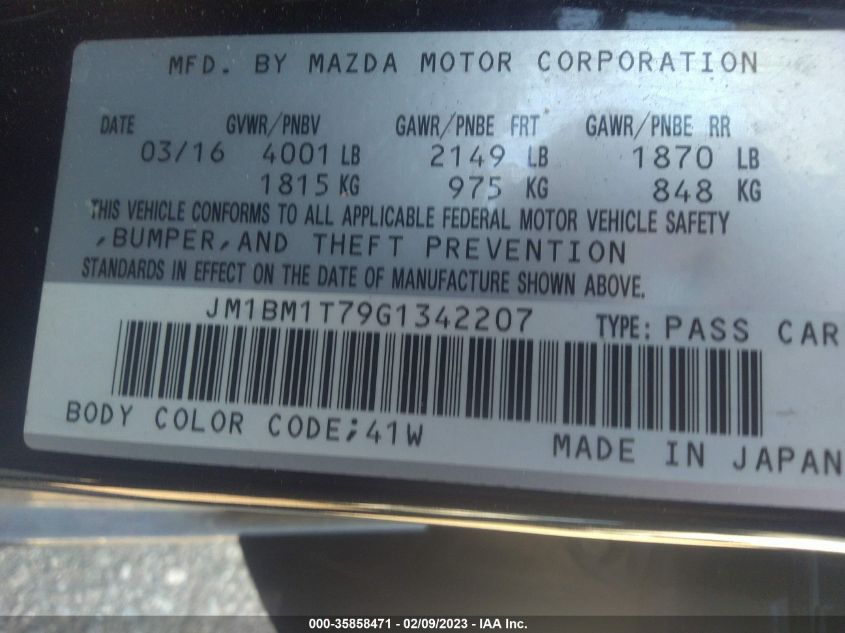 MFD. BY MAZDA MOTOR CORPORATION
DATE GVWR/PNBV GAWR/PNBE FRT GAWR/PNBE RR
03/16 4001 LB 2149 LB 1870 LB
1815 KG 975 KG 848 KG
THIS VEHICLE CONFORMS TO ALL APPLICABLE FEDERAL MOTOR VEHICLE SAFETY
,BUMPER,AND THEFT PREVENTION
STANDARDS IN EFFECT ON THE DATE OF MANUFACTURE SHOWN ABOVE.
JM1BM1T79G1342207 TYPE: PASS CAR
BODY COLOR CODE;41W MADE IN JAPAN
000-35858471 - 02/09/2023 - IAA Inc.